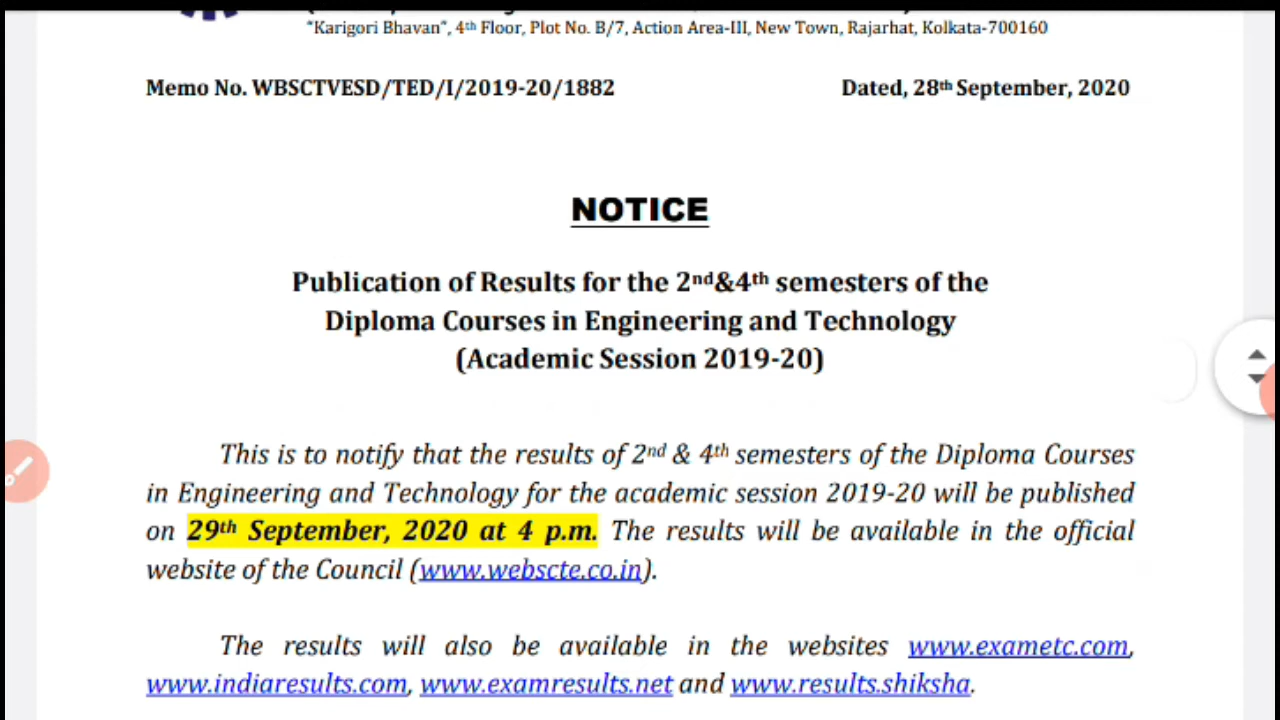 "Karigori Bhavan", 4th Floor, Plot No. B/7, Action Area-III, New Town, Rajarhat, Kolkata-700160
Memo No. WBSCTVESD/TED/I/2019-20/1882 Dated, 28th September, 2020
NOTICE
Publication of Results for the 2nd&4th semesters of the
Diploma Courses in Engineering and Technology
(Academic Session 2019-20)
This is to notify that the results of 2nd & 4th semesters of the Diploma Courses
in Engineering and Technology for the academic session 2019-20 will be published
on 29th September, 2020 at 4 p.m. The results will be available in the official
website of the Council (www.webscte.co.in).
The results will also be available in the websites www.exametc.com,
www.indiaresults.com, www.examresults.net and www.results.shiksha.